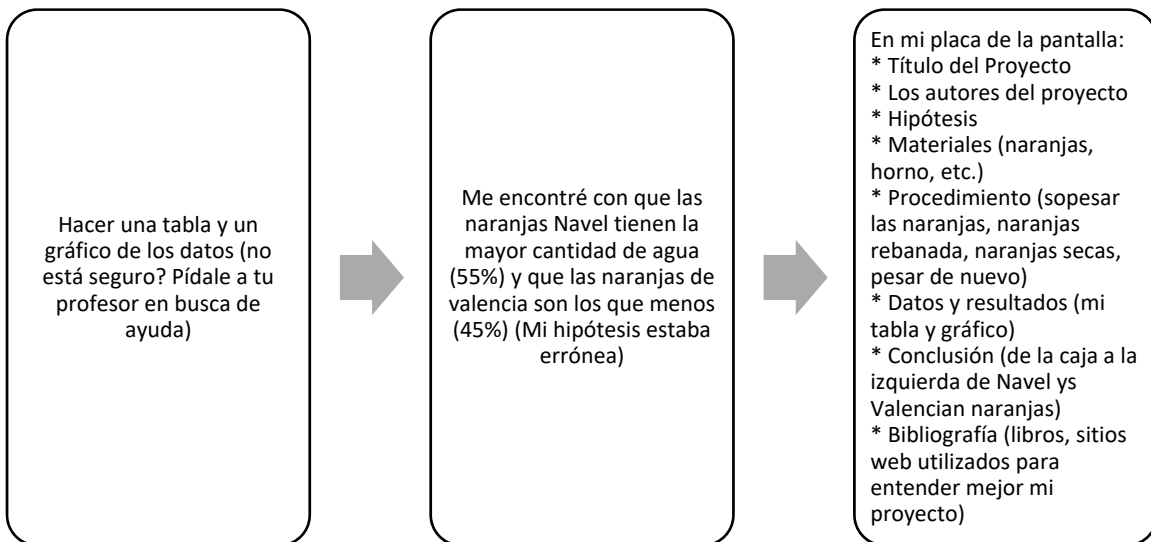 Hacer una tabla y un
gráfico de los datos (no
está seguro? Pídale a tu
profesor en busca de
ayuda)
Me encontré con que las
naranjas Navel tienen la
mayor cantidad de agua
(55%) y que las naranjas de
valencia son los que menos
(45%) (Mi hipótesis estaba
errónea)
En mi placa de la pantalla:
* Título del Proyecto
* Los autores del proyecto
* Hipótesis
* Materiales (naranjas,
horno, etc.)
* Procedimiento (sopesar
las naranjas, naranjas
rebanada, naranjas secas,
pesar de nuevo)
* Datos y resultados (mi
tabla y gráfico)
* Conclusión (de la caja a la
izquierda de Navel ys
Valencian naranjas)
* Bibliografía (libros, sitios
web utilizados para
entender mejor mi
proyecto)